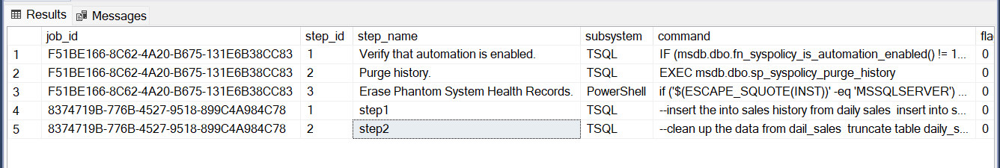 Results Messages
job_id step_id step_name subsystem command fla
1 F51BE166-8C62-4A20-B675-131E6B38CC83 1 Verify that automation is enabled. TSQL IF (msdb.dbo.fn_syspolicy_is_automation_enabled() != 1... 0
2 F51BE166-8C62-4A20-B675-131E6B38CC83 2 Purge history. TSQL EXEC msdb.dbo.sp_syspolicy_purge_history 0
3 F51BE166-8C62-4A20-B675-131E6B38CC83 3 Erase Phantom System Health Records. PowerShell if ('$(ESCAPE_SQUOTE(INST))' -eq 'MSSQLSERVER') ... 0
4 8374719B-776B-4527-9518-899C4A984C78 1 step1 TSQL --insert the into sales history from daily sales  insert into s... 0
5 8374719B-776B-4527-9518-899C4A984C78 2 step2 TSQL --clean up the data from dail_sales  truncate table daily_s... 0